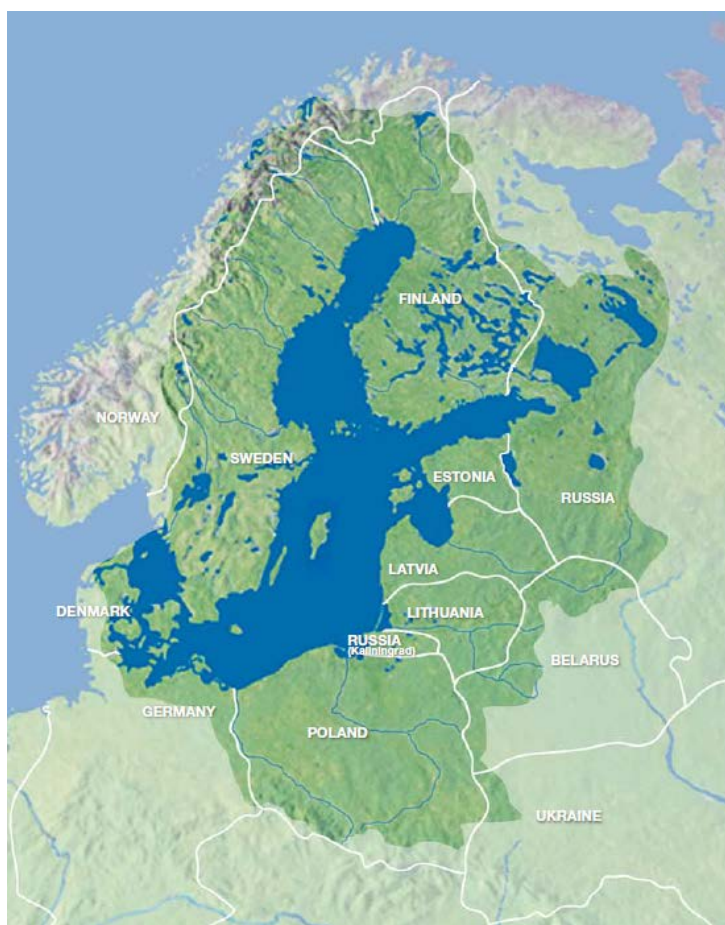 FINLAND
NORWAY
SWEDEN
ESTONIA
RUSSIA
LATVIA
DENMARK
LITHUANIA
RUSSIA
(Kaliningrad)
BELARUS
GERMANY
POLAND
UKRAINE